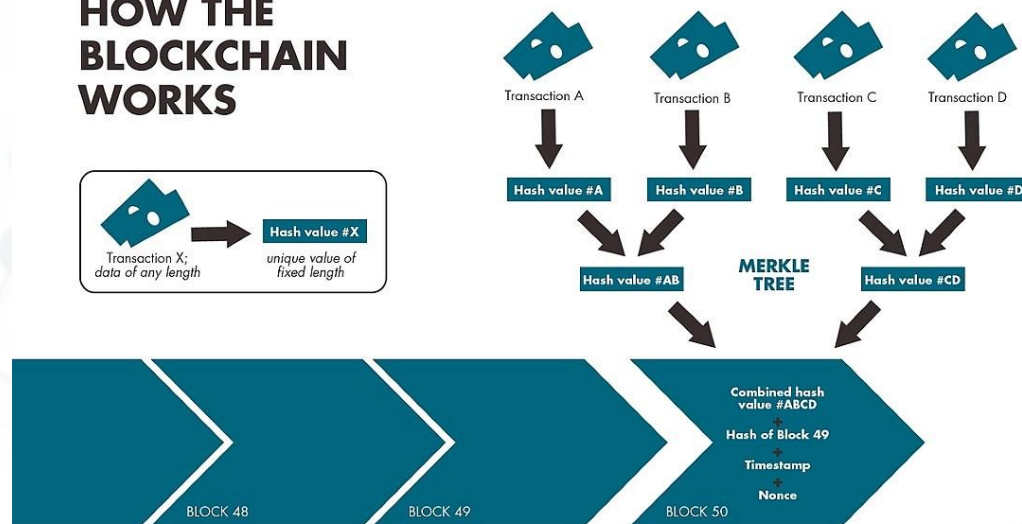 HOW THE
BLOCKCHAIN
WORKS
Transaction A
Transaction B
Transaction C
Transaction D
Hash value #A
Hash value #B
Hash value #C
Hash value #D
Transaction X;
data of any length
Hash value #X
unique value of
fixed length
Hash value #AB
MERKLE
TREE
Hash value #CD
Combined hash
value #ABCD
+
Hash of Block 49
+
Timestamp
+
Nonce
BLOCK 48
BLOCK 49
BLOCK 50